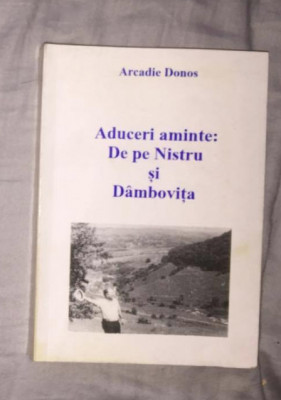 Arcadie Donos
Aduceri aminte:
De pe Nistru
și
Dâmbovița